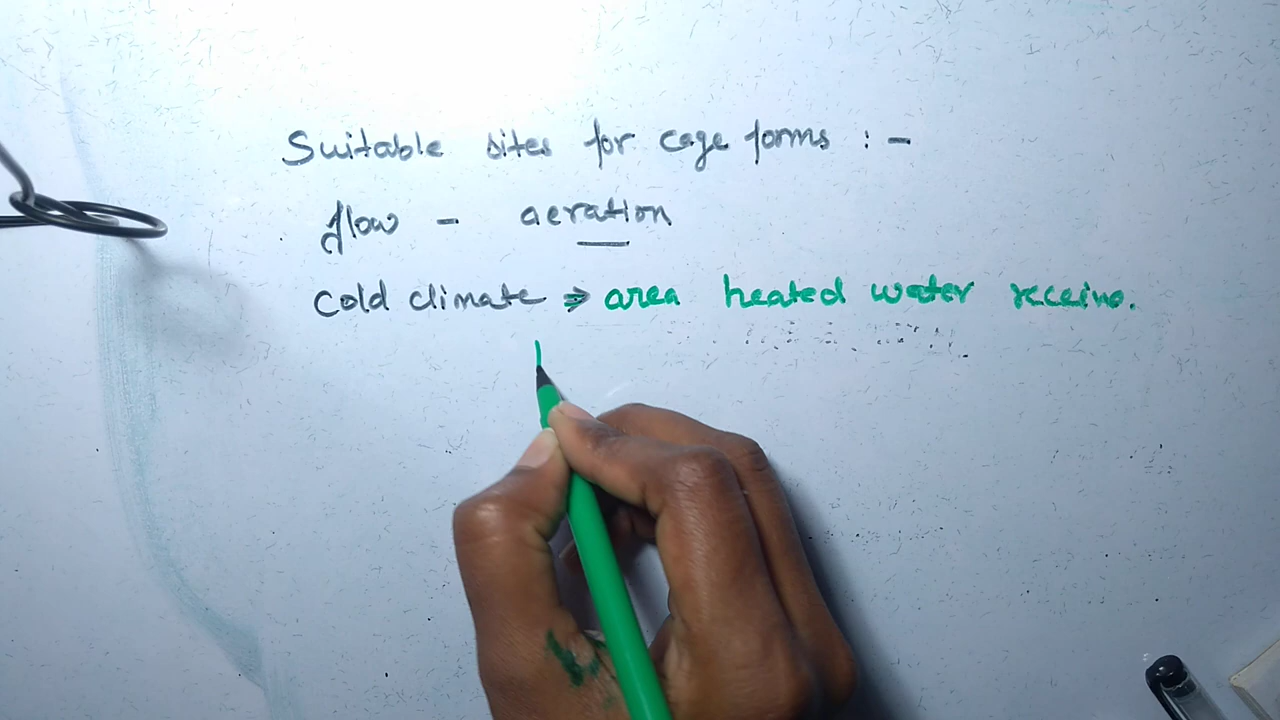 Suitable sites for cage forms : -
flow - aeration
Cold climate ⇒ area heated water receive.